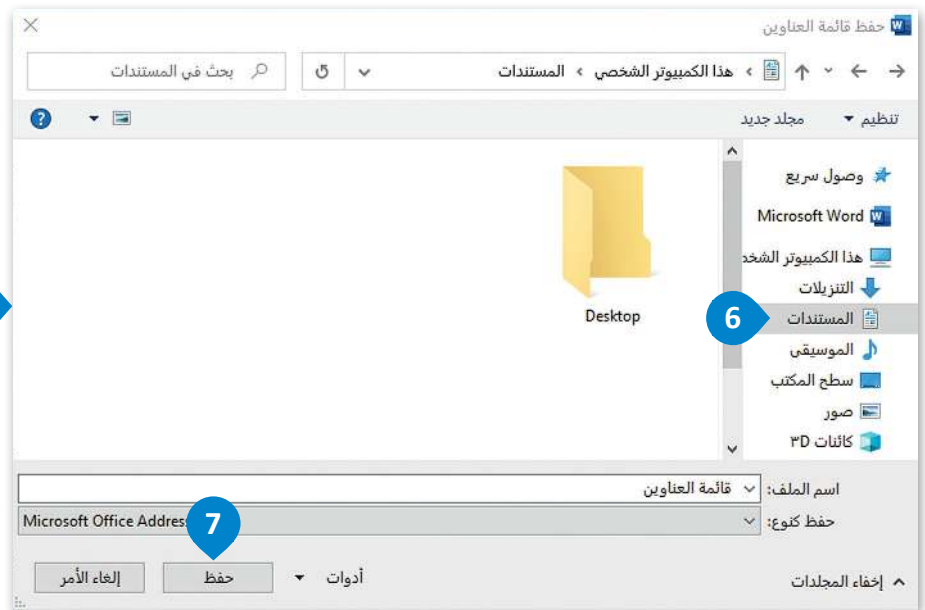 حفظ قائمة العناوين
هذا الكمبيوتر الشخصي › المستندات
بحث في المستندات
تنظيم
مجلد جديد
وصول سريع
Microsoft Word
هذا الكمبيوتر الشخص
التنزيلات
المستندات
6
الموسيقى
سطح المكتب
صور
كائنات ٣D
Desktop
اسم الملف: قائمة العناوين
حفظ كنوع: Microsoft Office Addres
7
إخفاء المجلدات
أدوات
حفظ
إلغاء الأمر